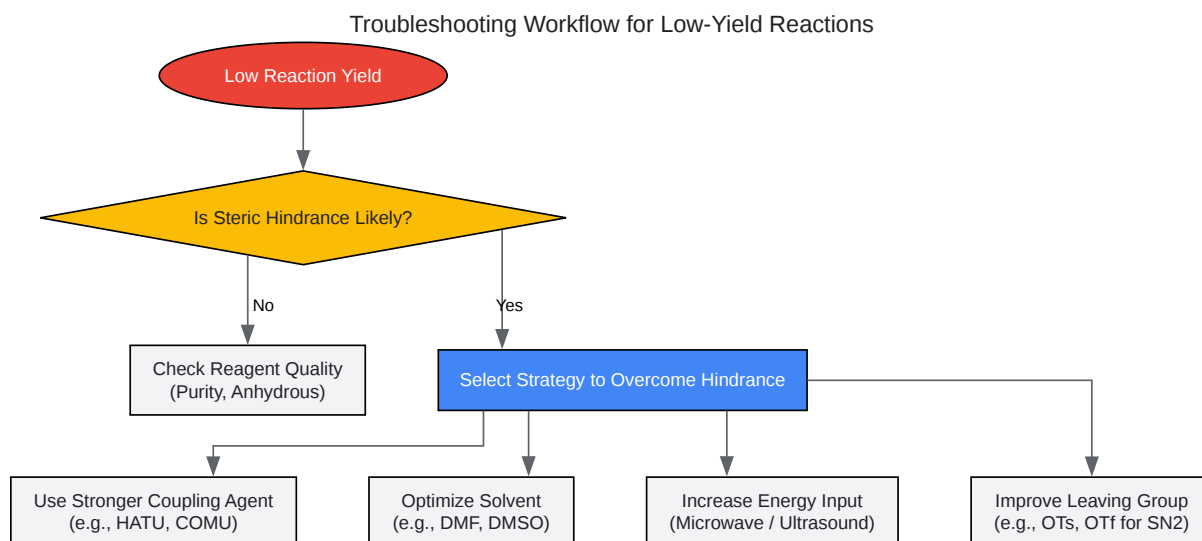 Troubleshooting Workflow for Low-Yield Reactions
Low Reaction Yield
Is Steric Hindrance Likely?
No
Yes
Check Reagent Quality
(Purity, Anhydrous)
Select Strategy to Overcome Hindrance
Use Stronger Coupling Agent
(e.g., HATU, COMU)
Optimize Solvent
(e.g., DMF, DMSO)
Increase Energy Input
(Microwave / Ultrasound)
Improve Leaving Group
(e.g., OTs, OTf for SN2)